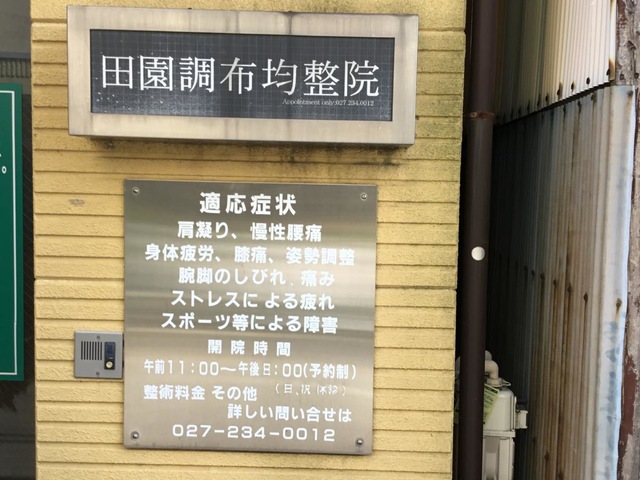 田園調布均整院
Appointment only:027.234.0012
適応症状
肩凝り、慢性腰痛
身体疲労、膝痛、姿勢調整
腕脚のしびれ、痛み
ストレスによる疲れ
スポーツ等による障害
開院時間
午前11:00～午後8:00(予約制)
整術料金 その他
詳しい問い合せは
027-234-0012